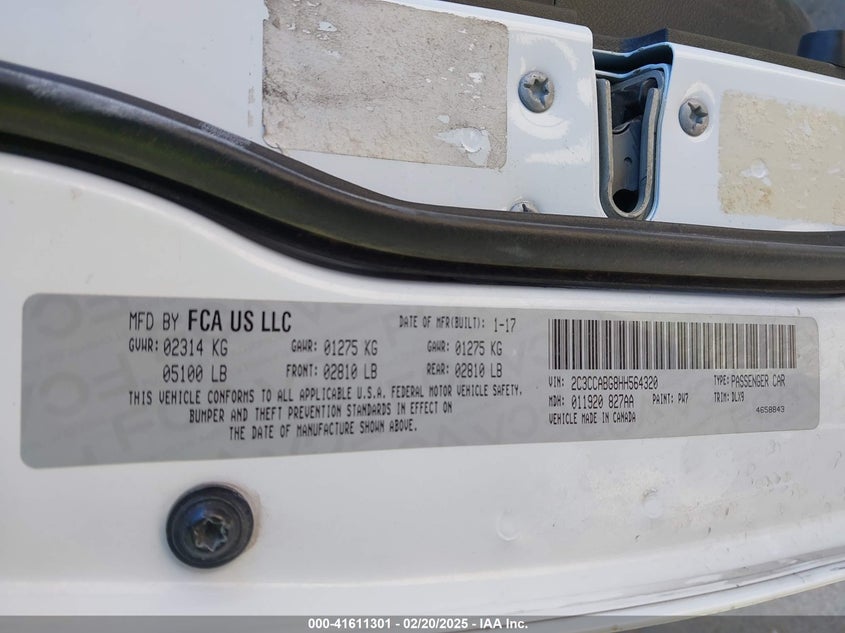 MFD BY FCA US LLC DATE OF MFR(BUILT): 1-17
GVWR: 02314 KG GAWR: 01275 KG GAWR: 01275 KG
05100 LB FRONT: 02810 LB REAR: 02810 LB
THIS VEHICLE CONFORMS TO ALL APPLICABLE U.S.A. FEDERAL MOTOR VEHICLE SAFETY,
BUMPER AND THEFT PREVENTION STANDARDS IN EFFECT ON
THE DATE OF MANUFACTURE SHOWN ABOVE.
VIN: 2C3CCABG8HH564320 TYPE: PASSENGER CAR
MDH: 011920 827AA PAINT: PW7 TRIM: DLX9
VEHICLE MADE IN CANADA 4658843
000-41611301 - 02/20/2025 - IAA Inc.